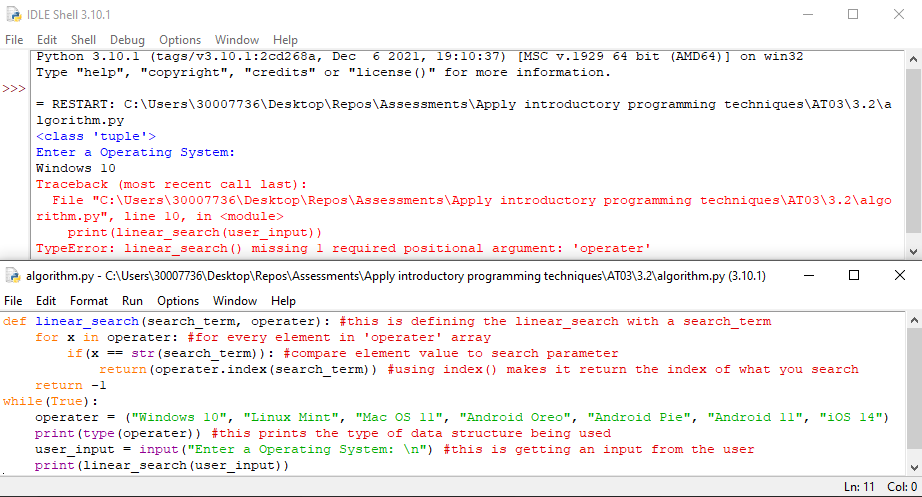 IDLE Shell 3.10.1
File Edit Shell Debug Options Window Help
Python 3.10.1 (tags/v3.10.1:2cd268a, Dec  6 2021, 19:10:37) [MSC v.1929 64 bit (AMD64)] on win32
Type "help", "copyright", "credits" or "license()" for more information.
>>>
= RESTART: C:\Users\30007736\Desktop\Repos\Assessments\Apply introductory programming techniques\AT03\3.2\a
lgorithm.py
<class 'tuple'>
Enter a Operating System:
Windows 10
Traceback (most recent call last):
  File "C:\Users\30007736\Desktop\Repos\Assessments\Apply introductory programming techniques\AT03\3.2\algo
rithm.py", line 10, in <module>
    print(linear_search(user_input))
TypeError: linear_search() missing 1 required positional argument: 'operater'
algorithm.py - C:\Users\30007736\Desktop\Repos\Assessments\Apply introductory programming techniques\AT03\3.2\algorithm.py (3.10.1)
File Edit Format Run Options Window Help
def linear_search(search_term, operater): #this is defining the linear_search with a search_term
    for x in operater: #for every element in 'operater' array
        if(x == str(search_term)): #compare element value to search parameter
            return(operater.index(search_term)) #using index() makes it return the index of what you search
    return -1
while(True):
    operater = ("Windows 10", "Linux Mint", "Mac OS 11", "Android Oreo", "Android Pie", "Android 11", "iOS 14")
    print(type(operater)) #this prints the type of data structure being used
    user_input = input("Enter a Operating System: \n") #this is getting an input from the user
    print(linear_search(user_input))
Ln: 11 Col: 0